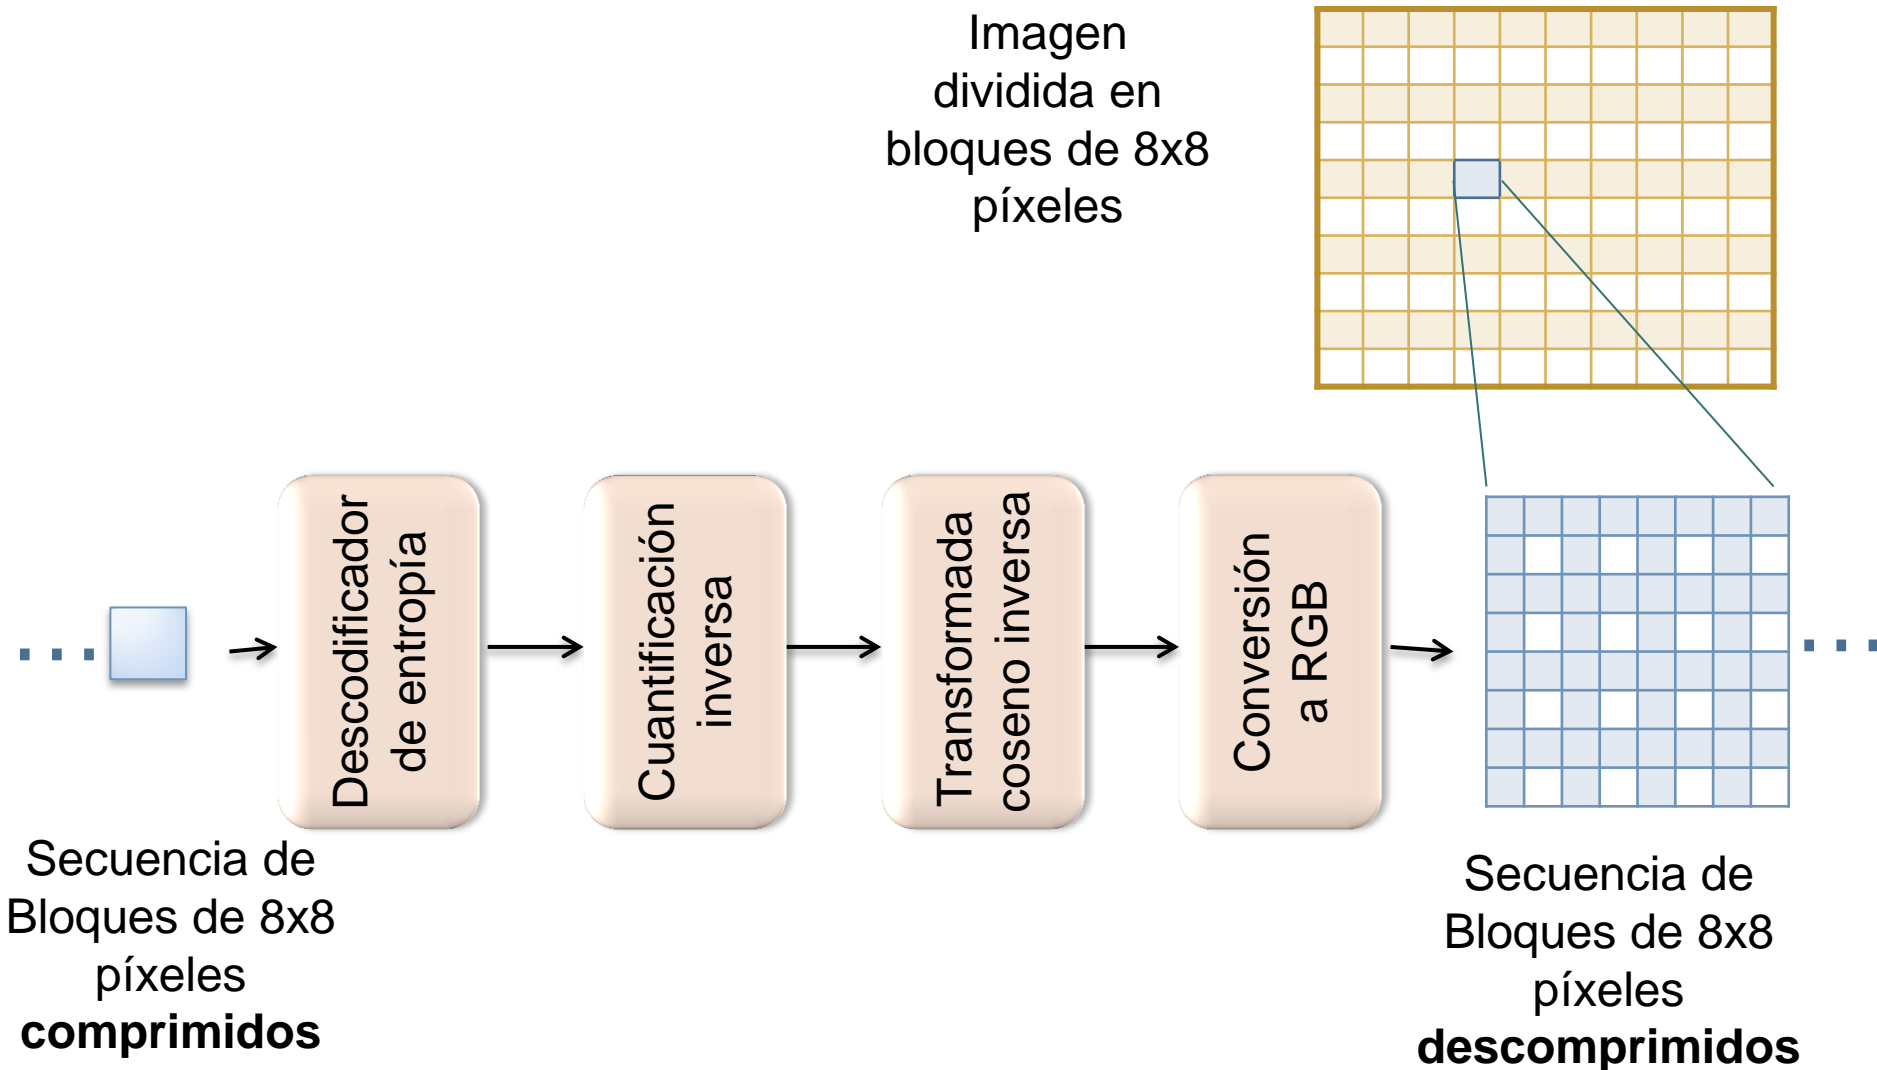 Imagen
dividida en
bloques de 8x8
píxeles
Descodificador
de entropía
Cuantificación
inversa
Transformada
coseno inversa
Conversión
a RGB
Secuencia de
Bloques de 8x8
píxeles
comprimidos
Secuencia de
Bloques de 8x8
píxeles
descomprimidos